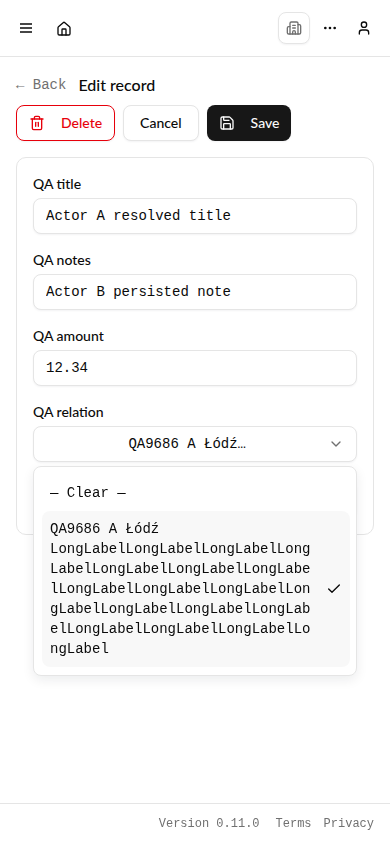 ← Back Edit record
Delete Cancel Save
QA title
Actor A resolved title
QA notes
Actor B persisted note
QA amount
12.34
QA relation
QA9686 A Łódź…
— Clear —
QA9686 A Łódź
LongLabelLongLabelLongLabelLong
LabelLongLabelLongLabelLongLabe
lLongLabelLongLabelLongLabelLon
gLabelLongLabelLongLabelLongLab
elLongLabelLongLabelLongLabelLo
ngLabel
Version 0.11.0 Terms Privacy